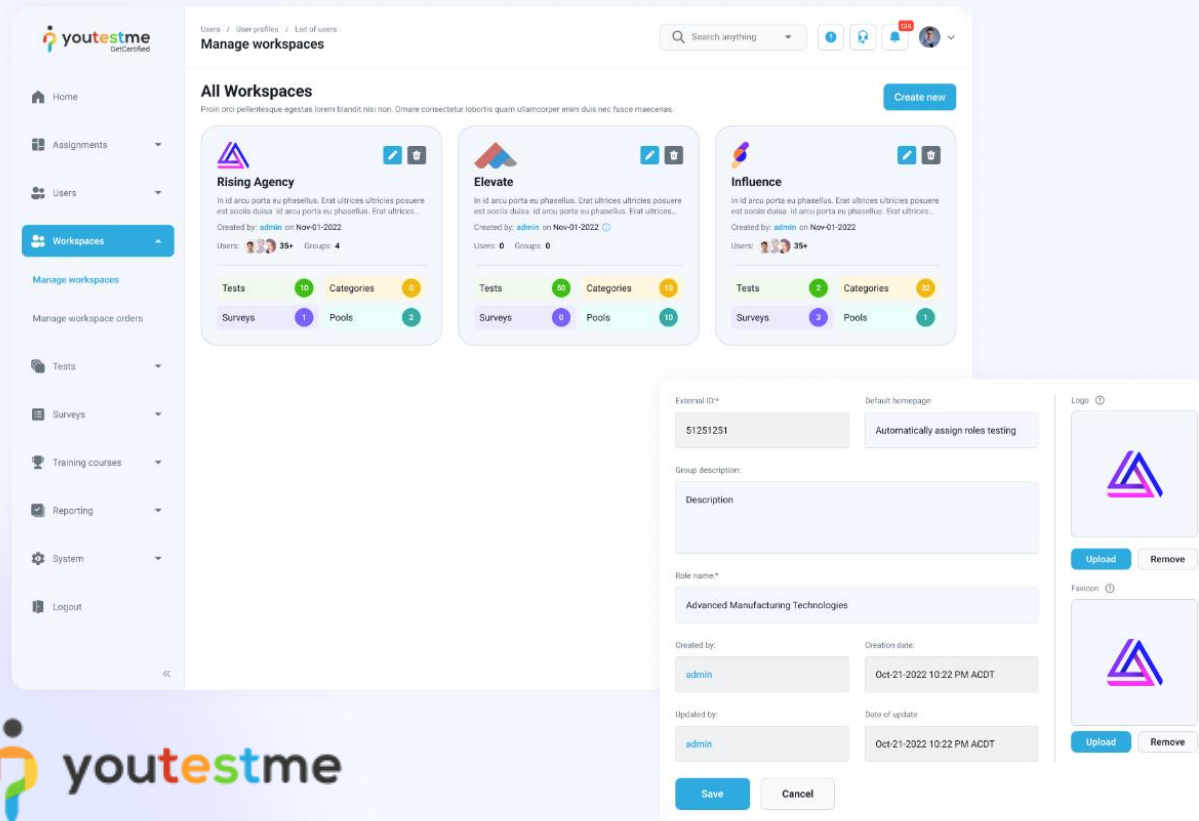 youtestme
GetCertified
Home
Assignments
Users
Workspaces
Manage workspaces
Manage workspace orders
Tests
Surveys
Training courses
Reporting
System
Logout
Users / User profiles / List of users
Manage workspaces
Search anything
124
All Workspaces
Proin orci pellentesque egestas lorem blandit nisi non. Ornare consectetur lobortis quam ullamcorper enim duis nec fusce maecenas.
Create new
Rising Agency
In id arcu porta eu phasellus. Erat ultrices ultricies posuere
est sociis duisa id arcu porta eu phasellus. Erat ultrices...
Created by: admin on Nov-01-2022
Users: 35+ Groups: 4
Tests 10 Categories 0
Surveys 1 Pools 2
Elevate
In id arcu porta eu phasellus. Erat ultrices ultricies posuere
est sociis duisa id arcu porta eu phasellus. Erat ultrices...
Created by: admin on Nov-01-2022
Users: 0 Groups: 0
Tests 50 Categories 10
Surveys 0 Pools 10
Influence
In id arcu porta eu phasellus. Erat ultrices ultricies posuere
est sociis duisa id arcu porta eu phasellus. Erat ultrices...
Created by: admin on Nov-01-2022
Users: 35+
Tests 2 Categories 32
Surveys 3 Pools 1
External ID:*
51251251
Default homepage:
Automatically assign roles testing
Group description:
Description
Role name:*
Advanced Manufacturing Technologies
Created by:
admin
Creation date:
Oct-21-2022 10:22 PM ACDT
Updated by:
admin
Date of update
Oct-21-2022 10:22 PM ACDT
Save
Cancel
Logo
Upload
Remove
Favicon
Upload
Remove
youtestme